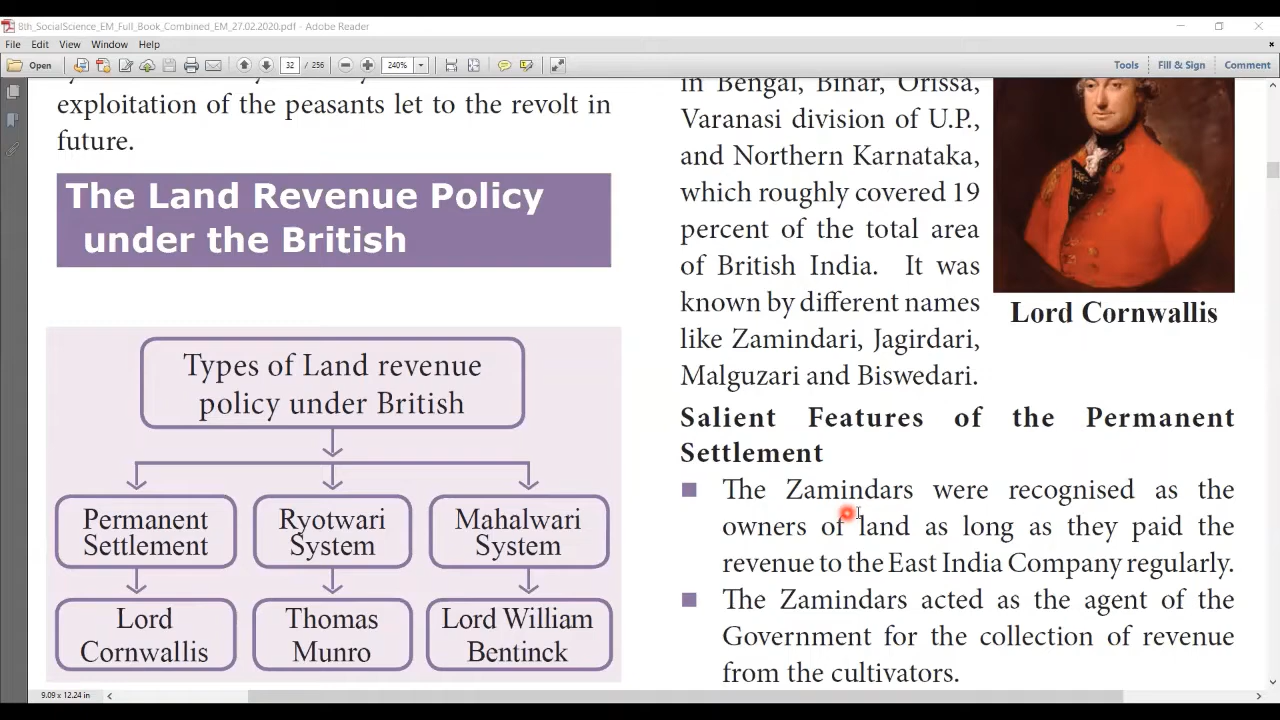 8th_SocialScience_EM_Full_Book_Combined_EM_27.02.2020.pdf - Adobe Reader
File Edit View Window Help
Open 32 / 256 240% Tools Fill & Sign Comment
exploitation of the peasants let to the revolt in
future.
The Land Revenue Policy
under the British
Types of Land revenue
policy under British
Permanent
Settlement
Ryotwari
System
Mahalwari
System
Lord
Cornwallis
Thomas
Munro
Lord William
Bentinck
in Bengal, Bihar, Orissa,
Varanasi division of U.P.,
and Northern Karnataka,
which roughly covered 19
percent of the total area
of British India. It was
known by different names
like Zamindari, Jagirdari,
Malguzari and Biswedari.
Lord Cornwallis
Salient Features of the Permanent
Settlement
The Zamindars were recognised as the
owners of land as long as they paid the
revenue to the East India Company regularly.
The Zamindars acted as the agent of the
Government for the collection of revenue
from the cultivators.
9.09 x 12.24 in